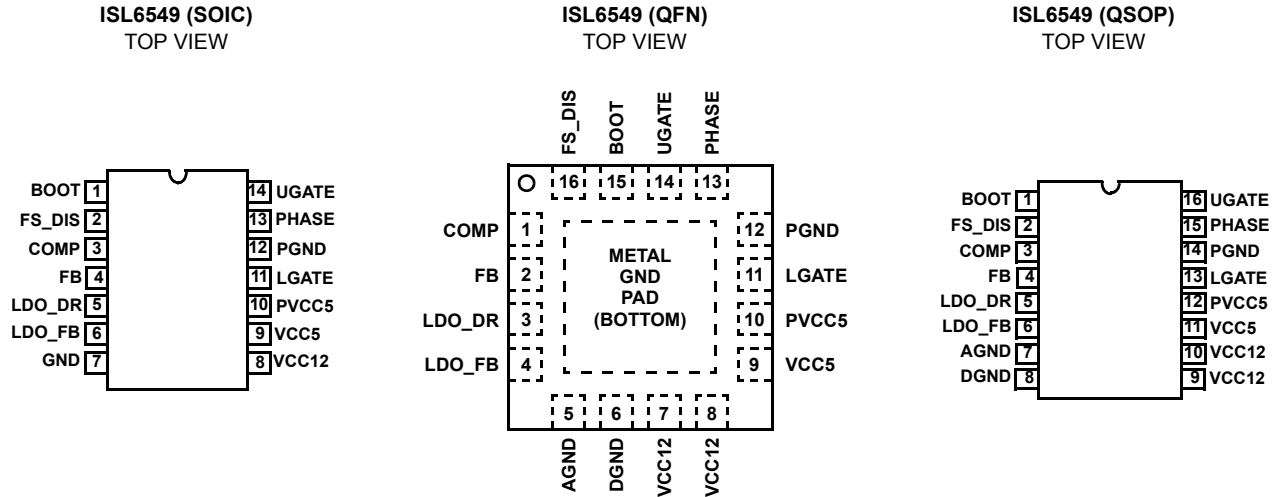 ISL6549 (SOIC)
TOP VIEW
BOOT 1
FS_DIS 2
COMP 3
FB 4
LDO_DR 5
LDO_FB 6
GND 7
14 UGATE
13 PHASE
12 PGND
11 LGATE
10 PVCC5
9 VCC5
8 VCC12
ISL6549 (QFN)
TOP VIEW
FS_DIS
BOOT
UGATE
PHASE
16 15 14 13
COMP 1
FB 2
LDO_DR 3
LDO_FB 4
METAL
GND
PAD
(BOTTOM)
12 PGND
11 LGATE
10 PVCC5
9 VCC5
5 6 7 8
AGND
DGND
VCC12
VCC12
ISL6549 (QSOP)
TOP VIEW
BOOT 1
FS_DIS 2
COMP 3
FB 4
LDO_DR 5
LDO_FB 6
AGND 7
DGND 8
16 UGATE
15 PHASE
14 PGND
13 LGATE
12 PVCC5
11 VCC5
10 VCC12
9 VCC12